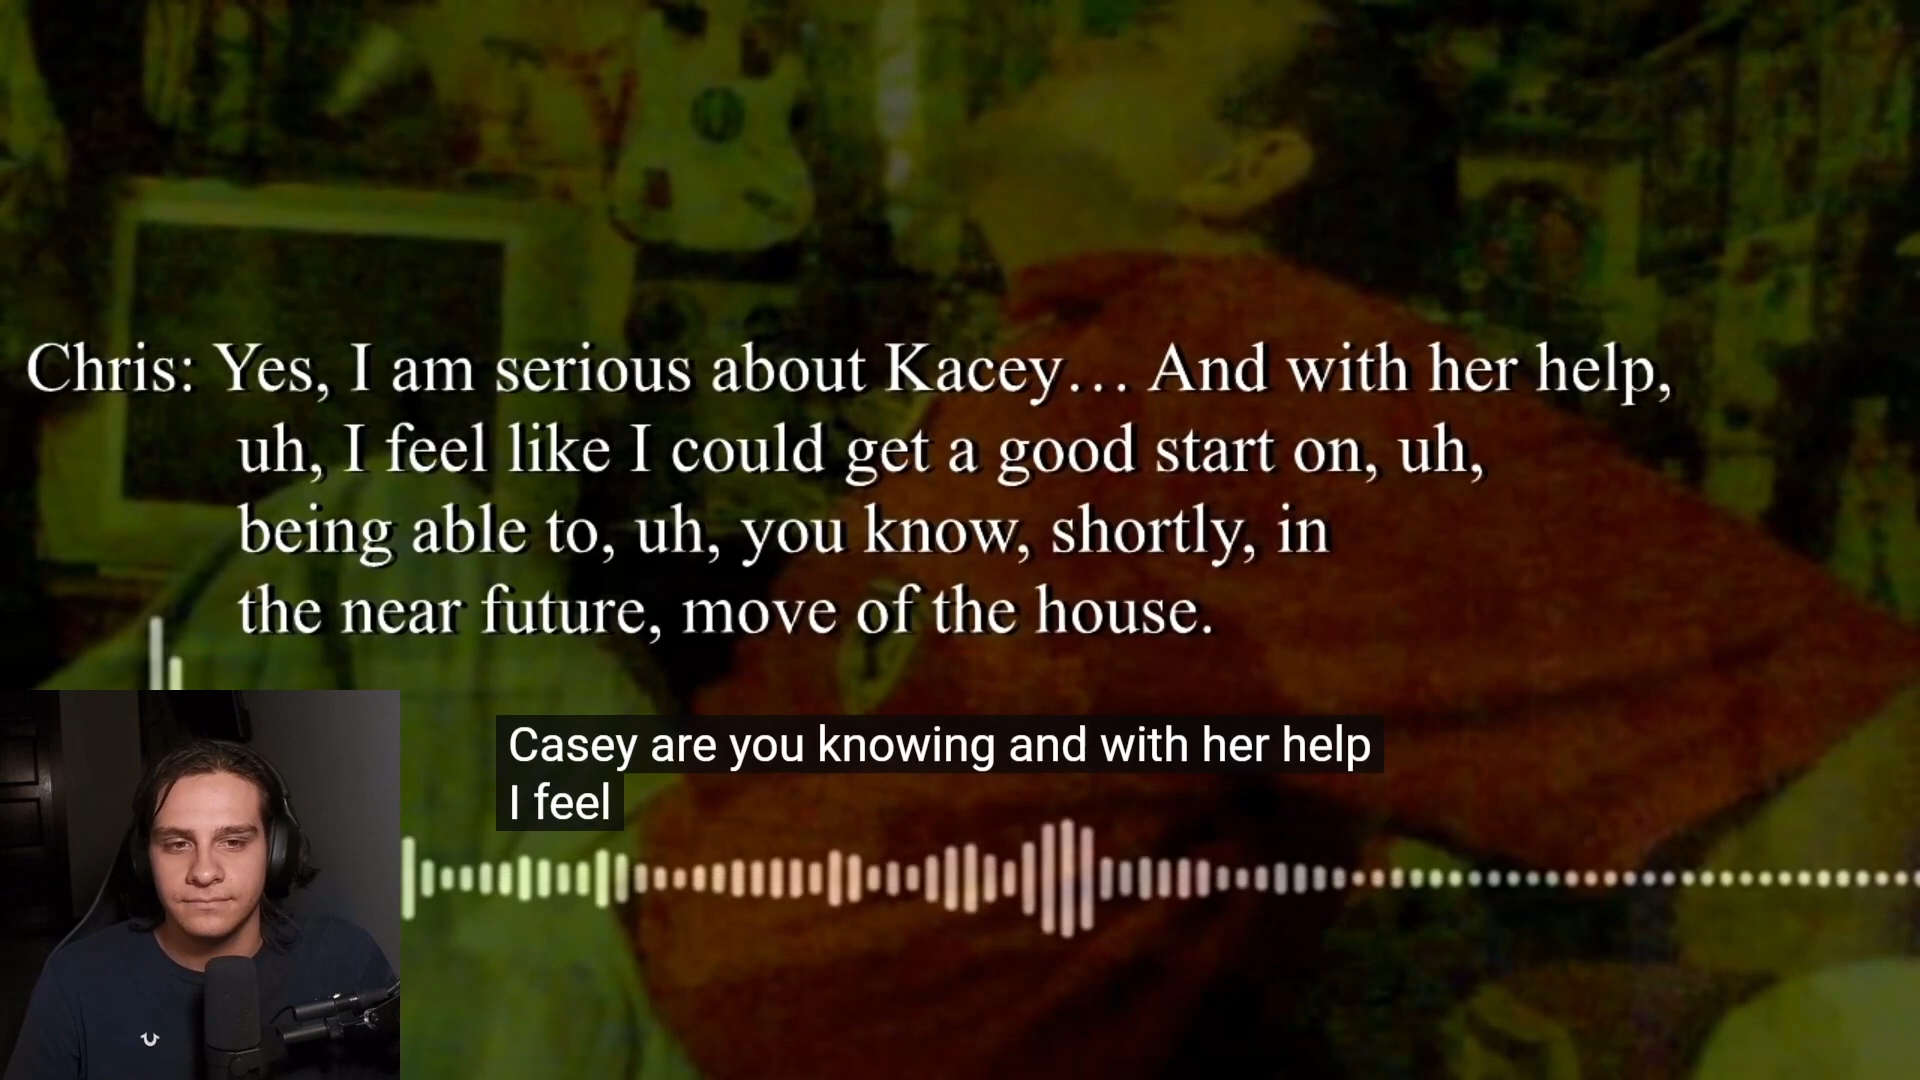 Chris: Yes, I am serious about Kacey… And with her help,
uh, I feel like I could get a good start on, uh,
being able to, uh, you know, shortly, in
the near future, move of the house.
Casey are you knowing and with her help
I feel